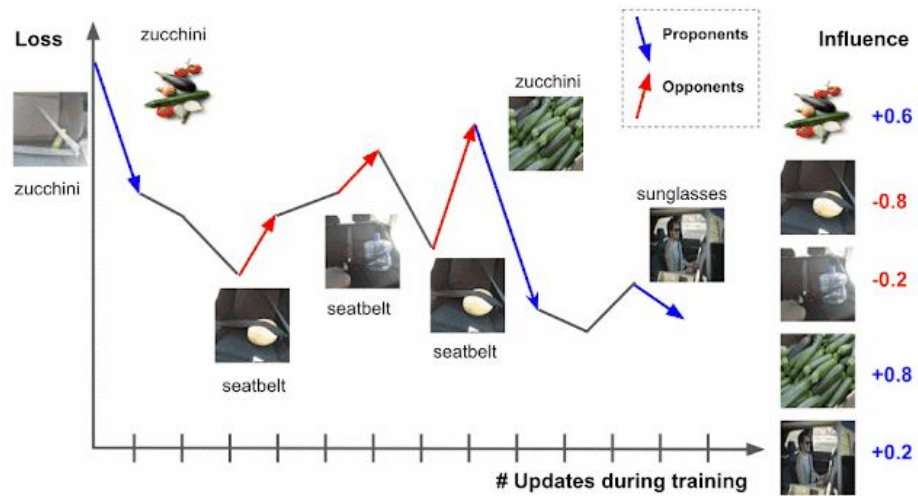 Loss
zucchini
Proponents
Opponents
Influence
zucchini
+0.6
zucchini
sunglasses
-0.8
seatbelt
-0.2
seatbelt
seatbelt
+0.8
+0.2
# Updates during training